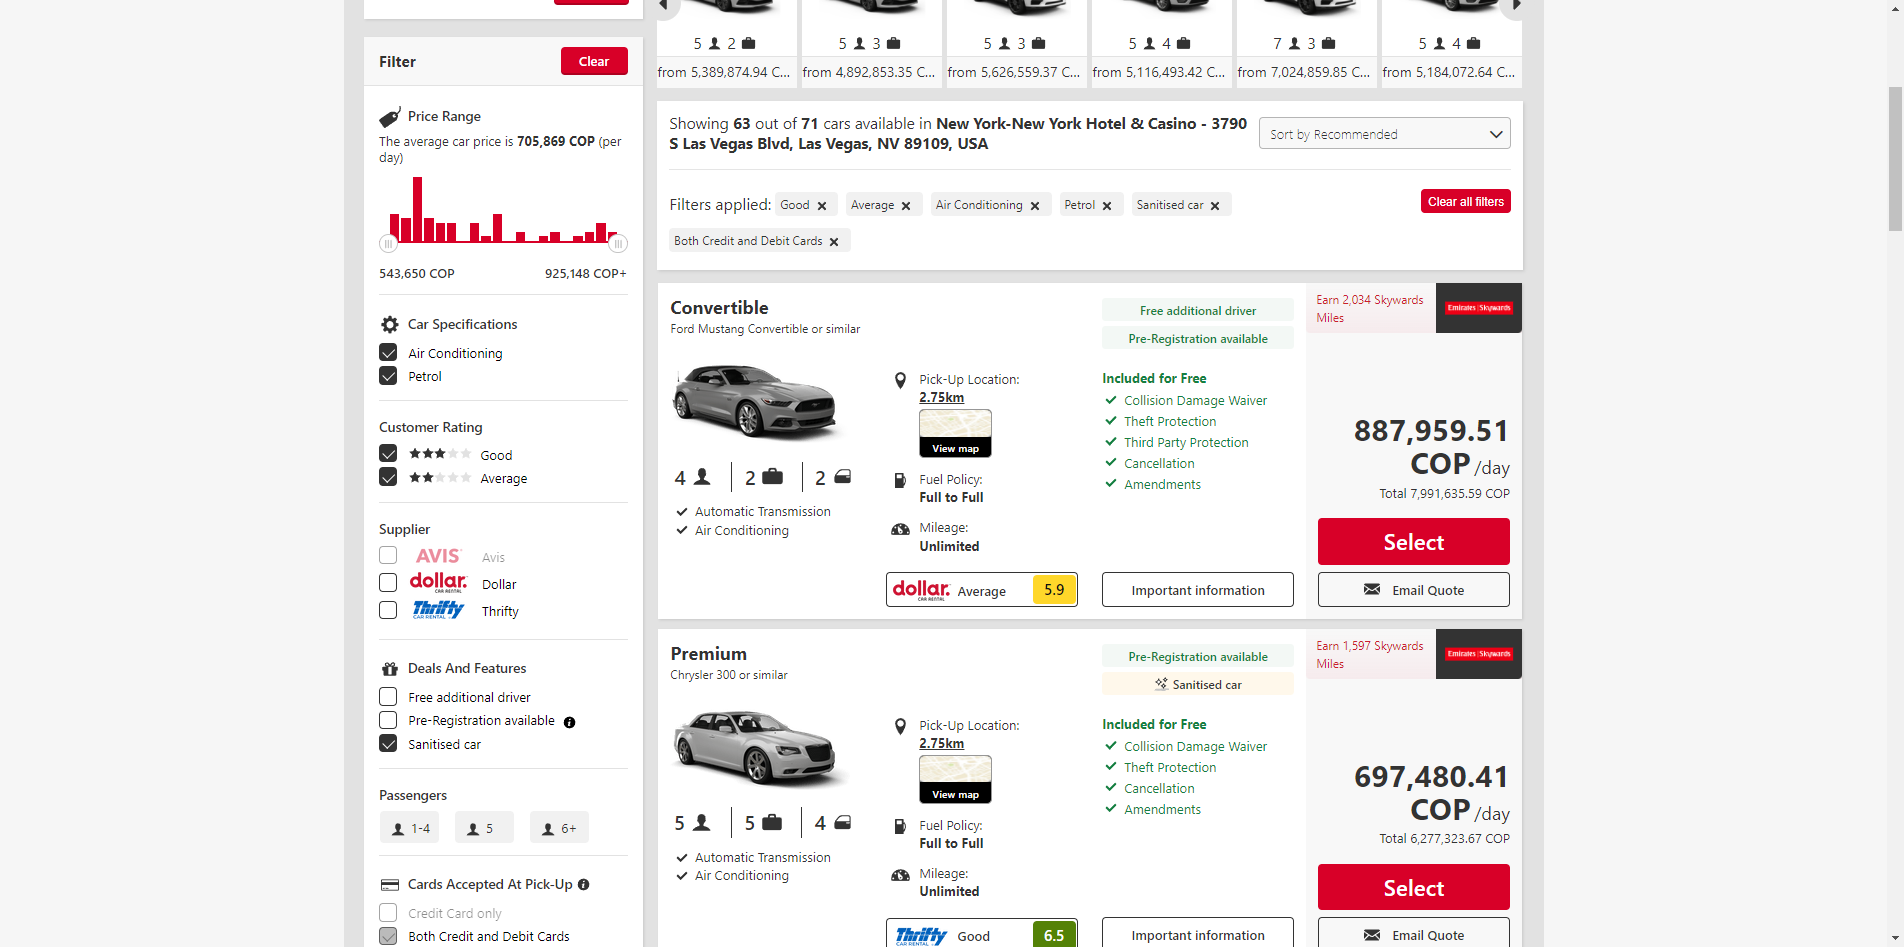 Filter
Clear
Price Range
The average car price is 705,869 COP (per
day)
543,650 COP
925,148 COP+
Car Specifications
Air Conditioning
Petrol
Customer Rating
Good
Average
Supplier
AVIS Avis
dollar. CAR RENTAL Dollar
Thrifty CAR RENTAL Thrifty
Deals And Features
Free additional driver
Pre-Registration available
Sanitised car
Passengers
1-4
5
6+
Cards Accepted At Pick-Up
Credit Card only
Both Credit and Debit Cards
5 2
5 3
5 3
5 4
7 3
5 4
from 5,389,874.94 C...
from 4,892,853.35 C...
from 5,626,559.37 C...
from 5,116,493.42 C...
from 7,024,859.85 C...
from 5,184,072.64 C...
Showing 63 out of 71 cars available in New York-New York Hotel & Casino - 3790
S Las Vegas Blvd, Las Vegas, NV 89109, USA
Sort by Recommended
Filters applied: Good Average Air Conditioning Petrol Sanitised car
Both Credit and Debit Cards
Clear all filters
Convertible
Ford Mustang Convertible or similar
4 2 2
Automatic Transmission
Air Conditioning
Pick-Up Location:
2.75km
View map
Fuel Policy:
Full to Full
Mileage:
Unlimited
dollar. CAR RENTAL Average 5.9
Free additional driver
Pre-Registration available
Included for Free
Collision Damage Waiver
Theft Protection
Third Party Protection
Cancellation
Amendments
Important information
Earn 2,034 Skywards
Miles
Emirates Skywards
887,959.51
COP /day
Total 7,991,635.59 COP
Select
Email Quote
Premium
Chrysler 300 or similar
5 5 4
Automatic Transmission
Air Conditioning
Pick-Up Location:
2.75km
View map
Fuel Policy:
Full to Full
Mileage:
Unlimited
Thrifty CAR RENTAL Good 6.5
Pre-Registration available
Sanitised car
Included for Free
Collision Damage Waiver
Theft Protection
Cancellation
Amendments
Important information
Earn 1,597 Skywards
Miles
Emirates Skywards
697,480.41
COP /day
Total 6,277,323.67 COP
Select
Email Quote